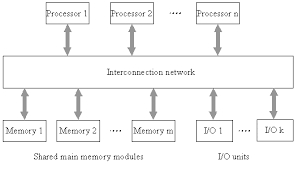 Processor 1 Processor 2 .... Processor n
Interconnection network
Memory 1 Memory 2 .... Memory m I/O 1 .... I/O k
Shared main memory modules I/O units